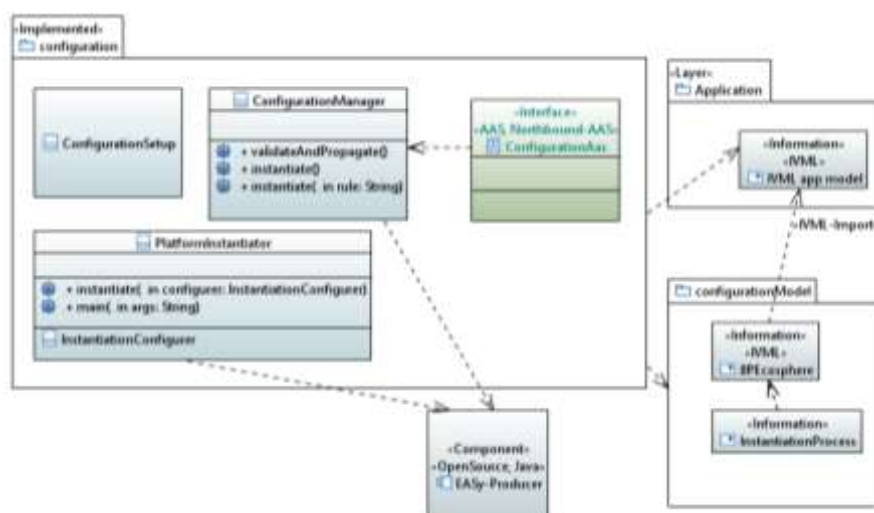 «Implemented»
configuration
ConfigurationSetup
ConfigurationManager
+ validateAndPropagate()
+ instantiate()
+ instantiate( in rule: String)
«Interface»
«AAS, Northbound-AAS»
ConfigurationAas
PlatformInstantiator
+ instantiate( in configurer: InstantiationConfigurer)
+ main( in args: String)
InstantiationConfigurer
«Component»
«OpenSource, Java»
EASy-Producer
«Layer»
Application
«Information»
«IVML»
IVML app model
«IVML-Import
configurationModel
«Information»
«IVML»
IIPEcosphere
«Information»
InstantiationProcess